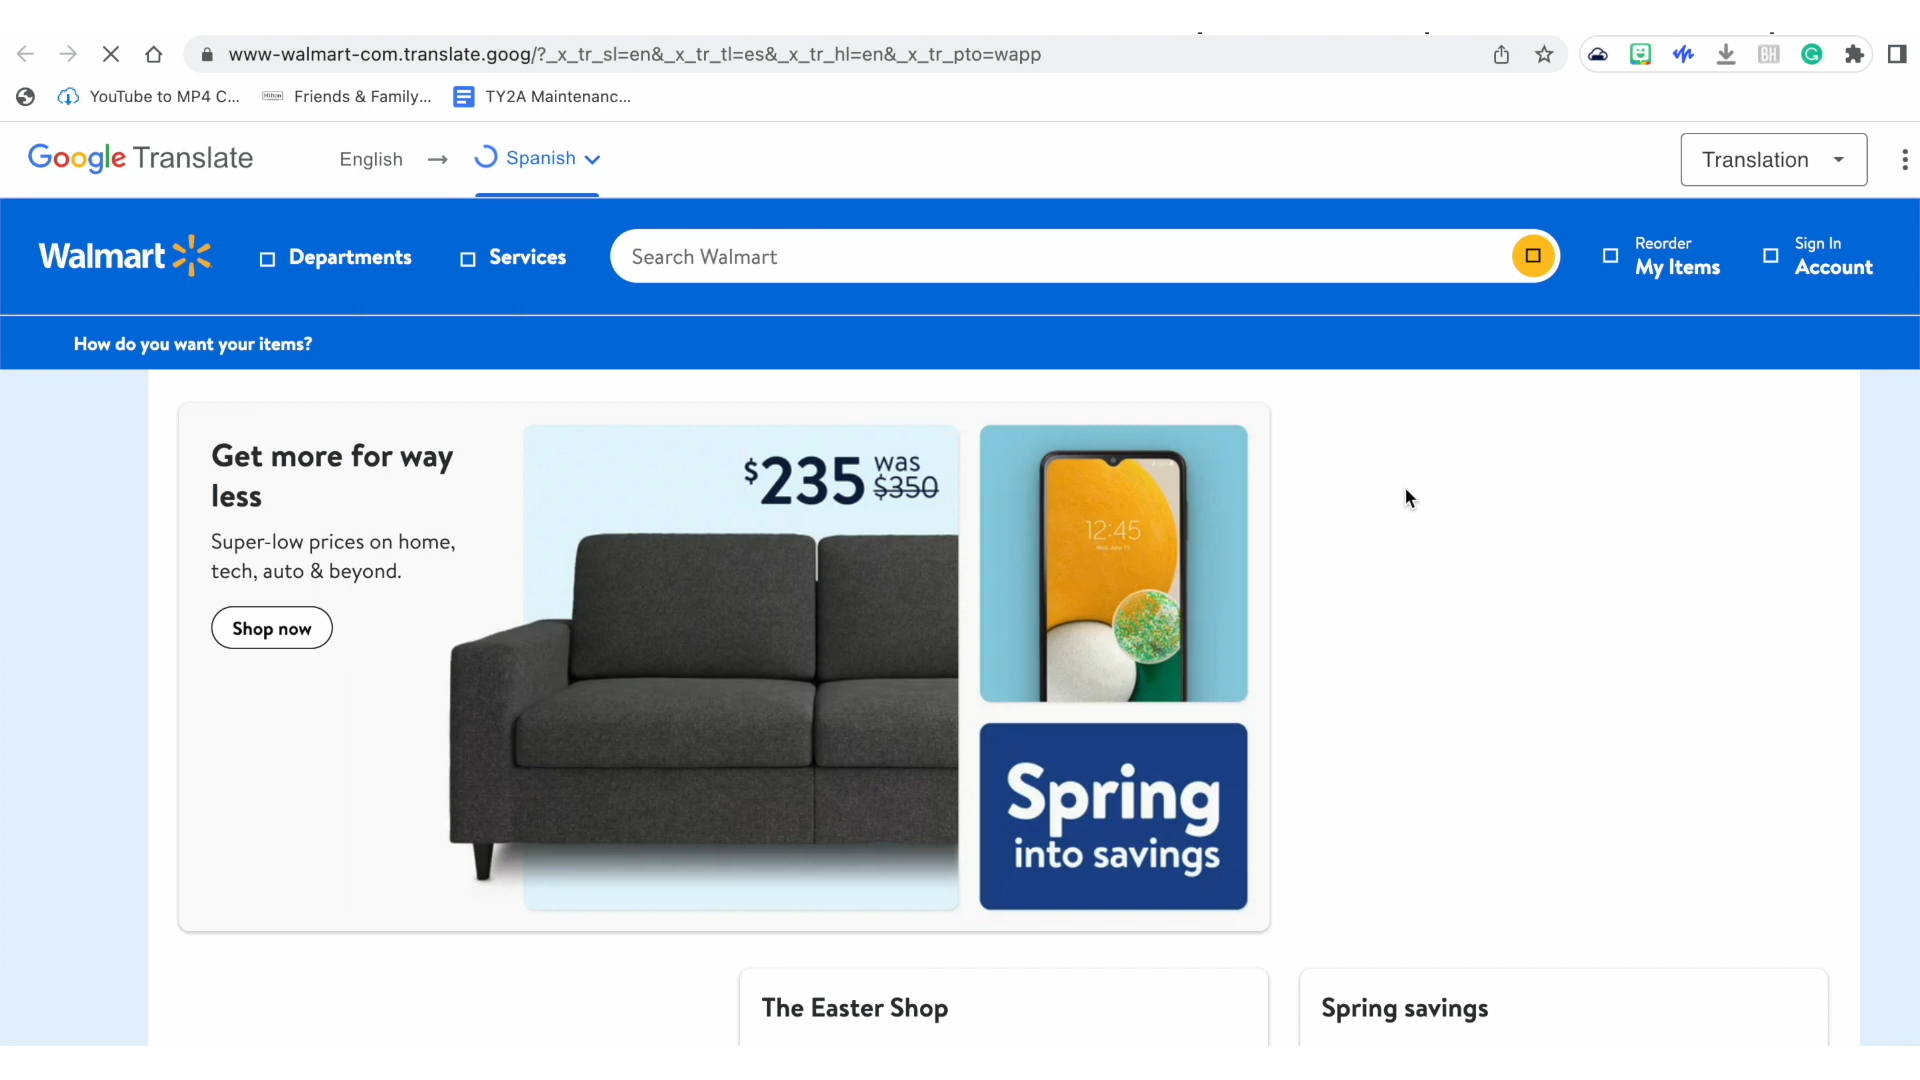 www-walmart-com.translate.goog/?_x_tr_sl=en&_x_tr_tl=es&_x_tr_hl=en&_x_tr_pto=wapp
YouTube to MP4 C... Friends & Family... TY2A Maintenanc...
Google Translate English → Spanish Translation
Walmart Departments Services Search Walmart
Reorder
My Items
Sign In
Account
How do you want your items?
Get more for way
less
Super-low prices on home,
tech, auto & beyond.
Shop now
$235 was
$350
12:45
Spring
into savings
The Easter Shop
Spring savings